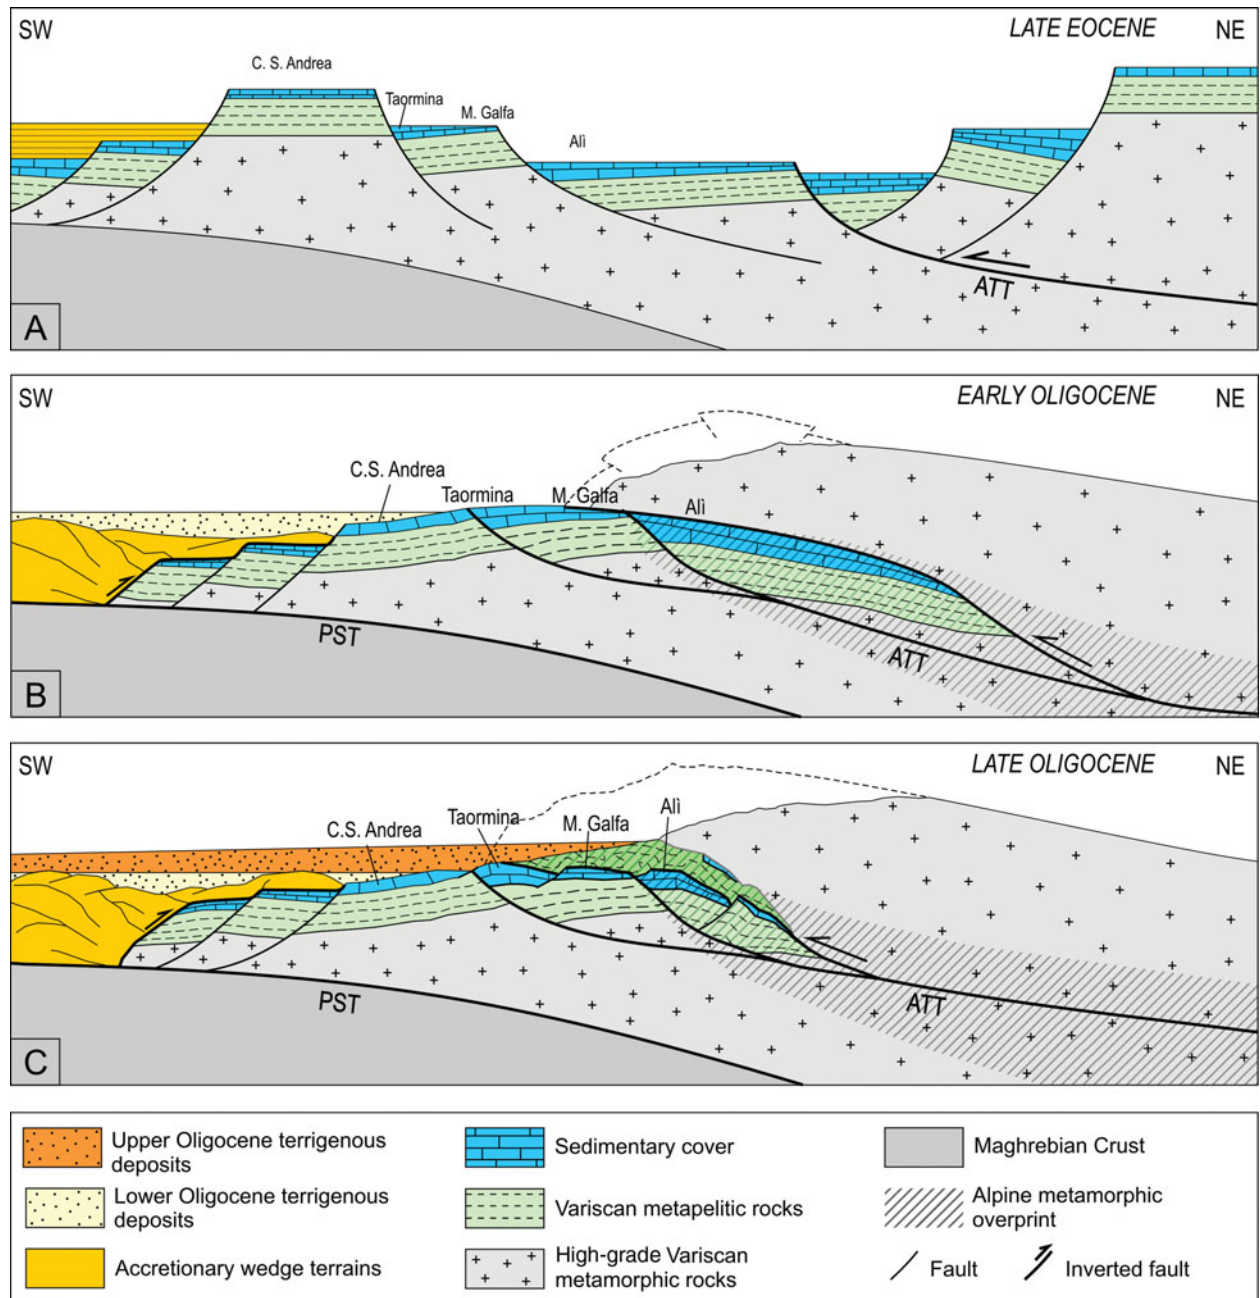 SW
LATE EOCENE
NE
C. S. Andrea
Taormina
M. Galfa
Alì
ATT
A
SW
EARLY OLIGOCENE
NE
C.S. Andrea
Taormina
M. Galfa
Alì
PST
ATT
B
SW
LATE OLIGOCENE
NE
C.S. Andrea
Taormina
M. Galfa
Alì
PST
ATT
C
Upper Oligocene terrigenous
deposits
Lower Oligocene terrigenous
deposits
Accretionary wedge terrains
Sedimentary cover
Variscan metapelitic rocks
High-grade Variscan
metamorphic rocks
Maghrebian Crust
Alpine metamorphic
overprint
Fault
Inverted fault